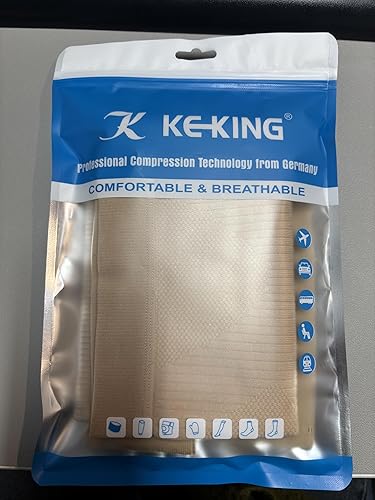 K KE-KING®
Professional Compression Technology from Germany
COMFORTABLE & BREATHABLE